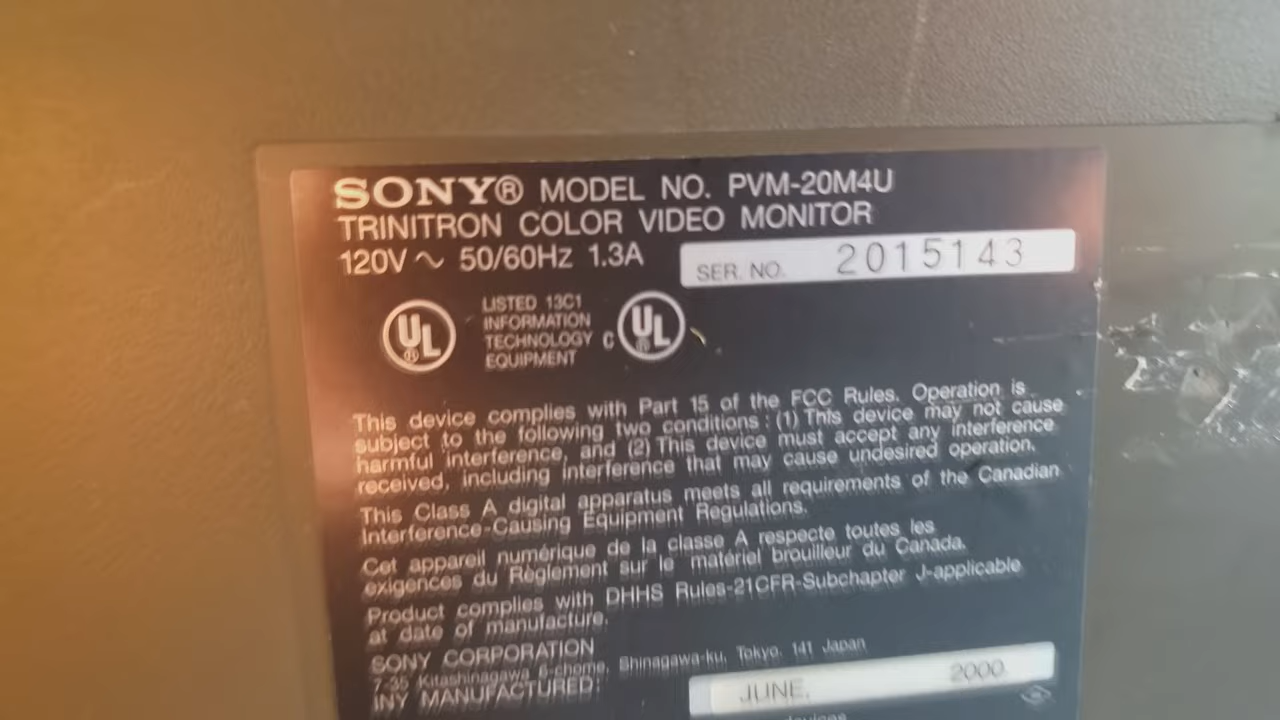 SONY® MODEL NO. PVM-20M4U
TRINITRON COLOR VIDEO MONITOR
120V ~ 50/60Hz 1.3A
SER. NO. 2015143
UL
LISTED 13C1
INFORMATION
TECHNOLOGY
EQUIPMENT
C UL
This device complies with Part 15 of the FCC Rules. Operation is
subject to the following two conditions : (1) This device may not cause
harmful interference, and (2) This device must accept any interference
received, including interference that may cause undesired operation.
This Class A digital apparatus meets all requirements of the Canadian
Interference-Causing Equipment Regulations.
Cet appareil numérique de la classe A respecte toutes les
exigences du Règlement sur le matériel brouilleur du Canada.
Product complies with DHHS Rules-21CFR-Subchapter J-applicable
at date of manufacture.
SONY CORPORATION
7-35 Kitashinagawa 6-chome, Shinagawa-ku, Tokyo. 141 Japan
MANUFACTURED:
JUNE. 2000
devices